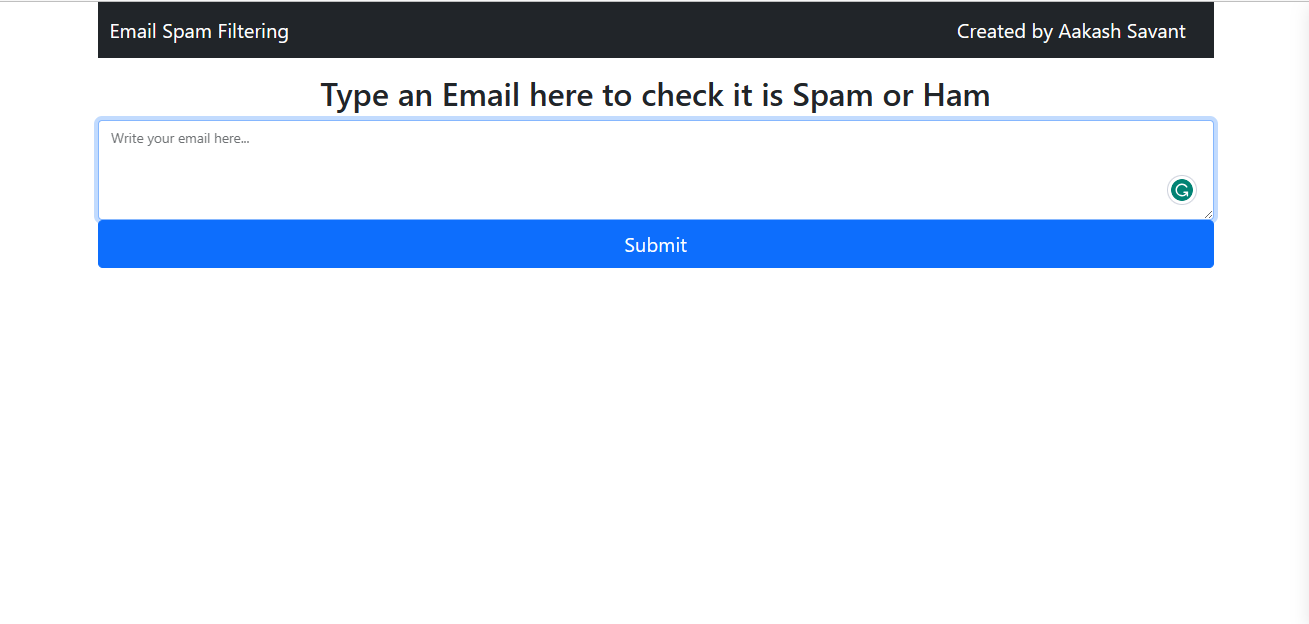 Email Spam Filtering
Created by Aakash Savant
Type an Email here to check it is Spam or Ham
Write your email here...
Submit